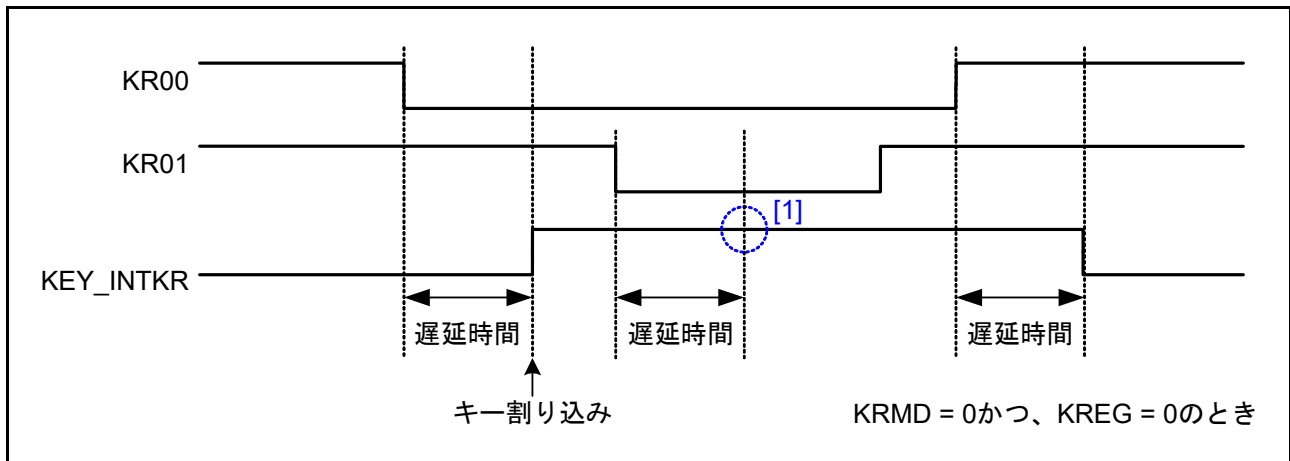 KR00
KR01
[1]
KEY_INTKR
遅延時間 遅延時間 遅延時間
キー割り込み KRMD = 0かつ、KREG = 0のとき